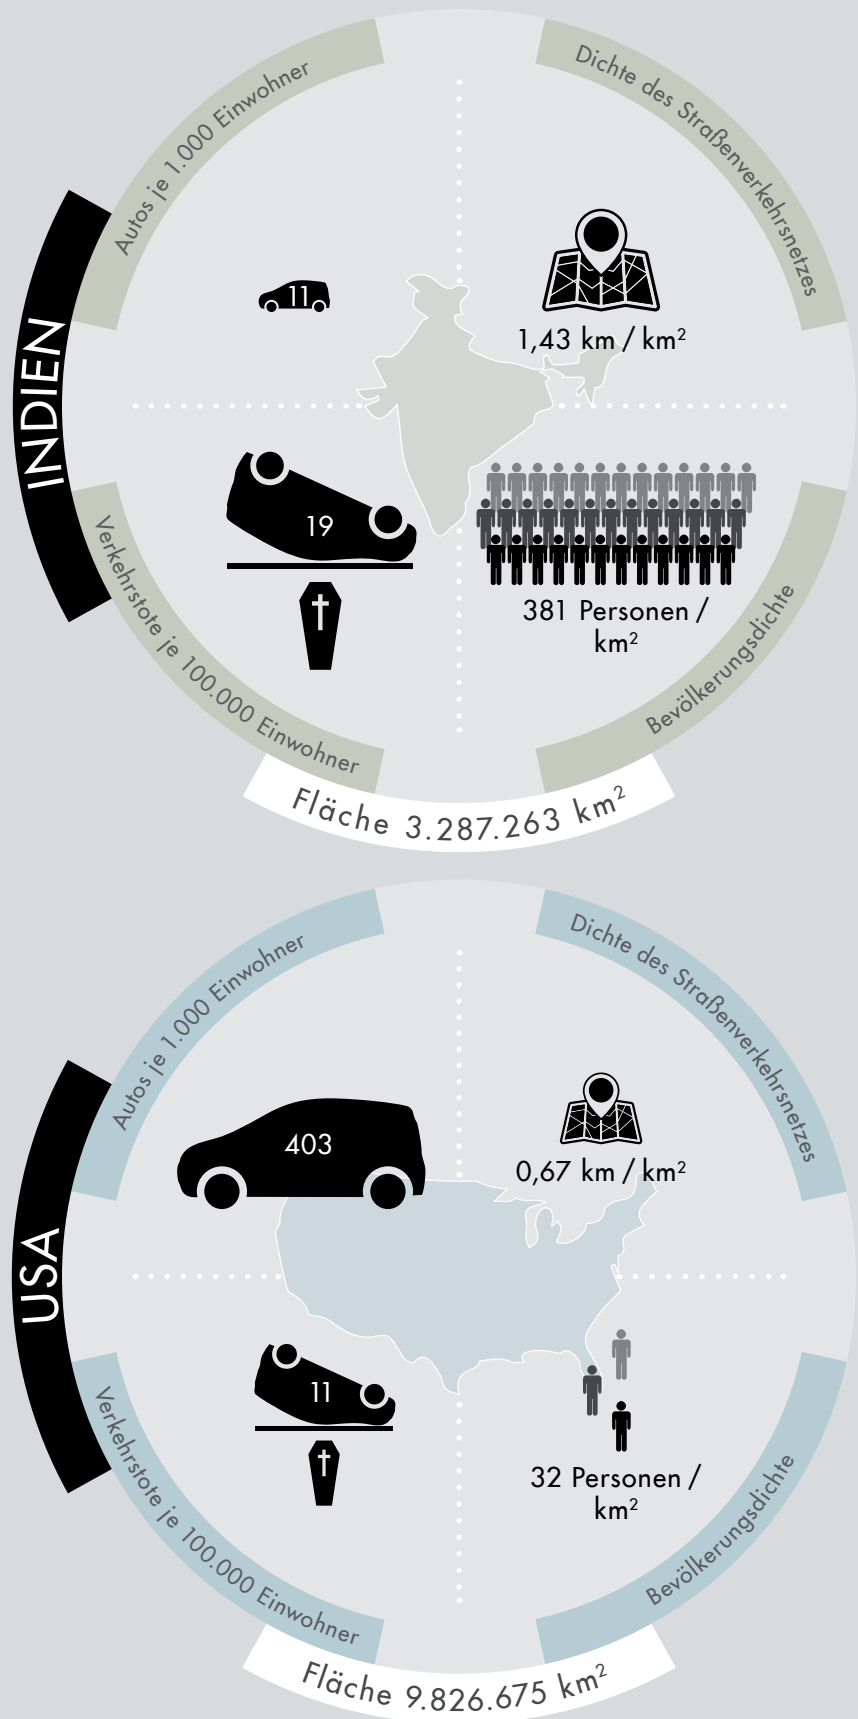 INDIEN
Autos je 1.000 Einwohner
Dichte des Straßenverkehrsnetzes
11
1,43 km / km²
19
381 Personen /
km²
Verkehrstote je 100.000 Einwohner
Bevölkerungsdichte
Fläche 3.287.263 km²
USA
Autos je 1.000 Einwohner
Dichte des Straßenverkehrsnetzes
403
0,67 km / km²
11
32 Personen /
km²
Verkehrstote je 100.000 Einwohner
Bevölkerungsdichte
Fläche 9.826.675 km²